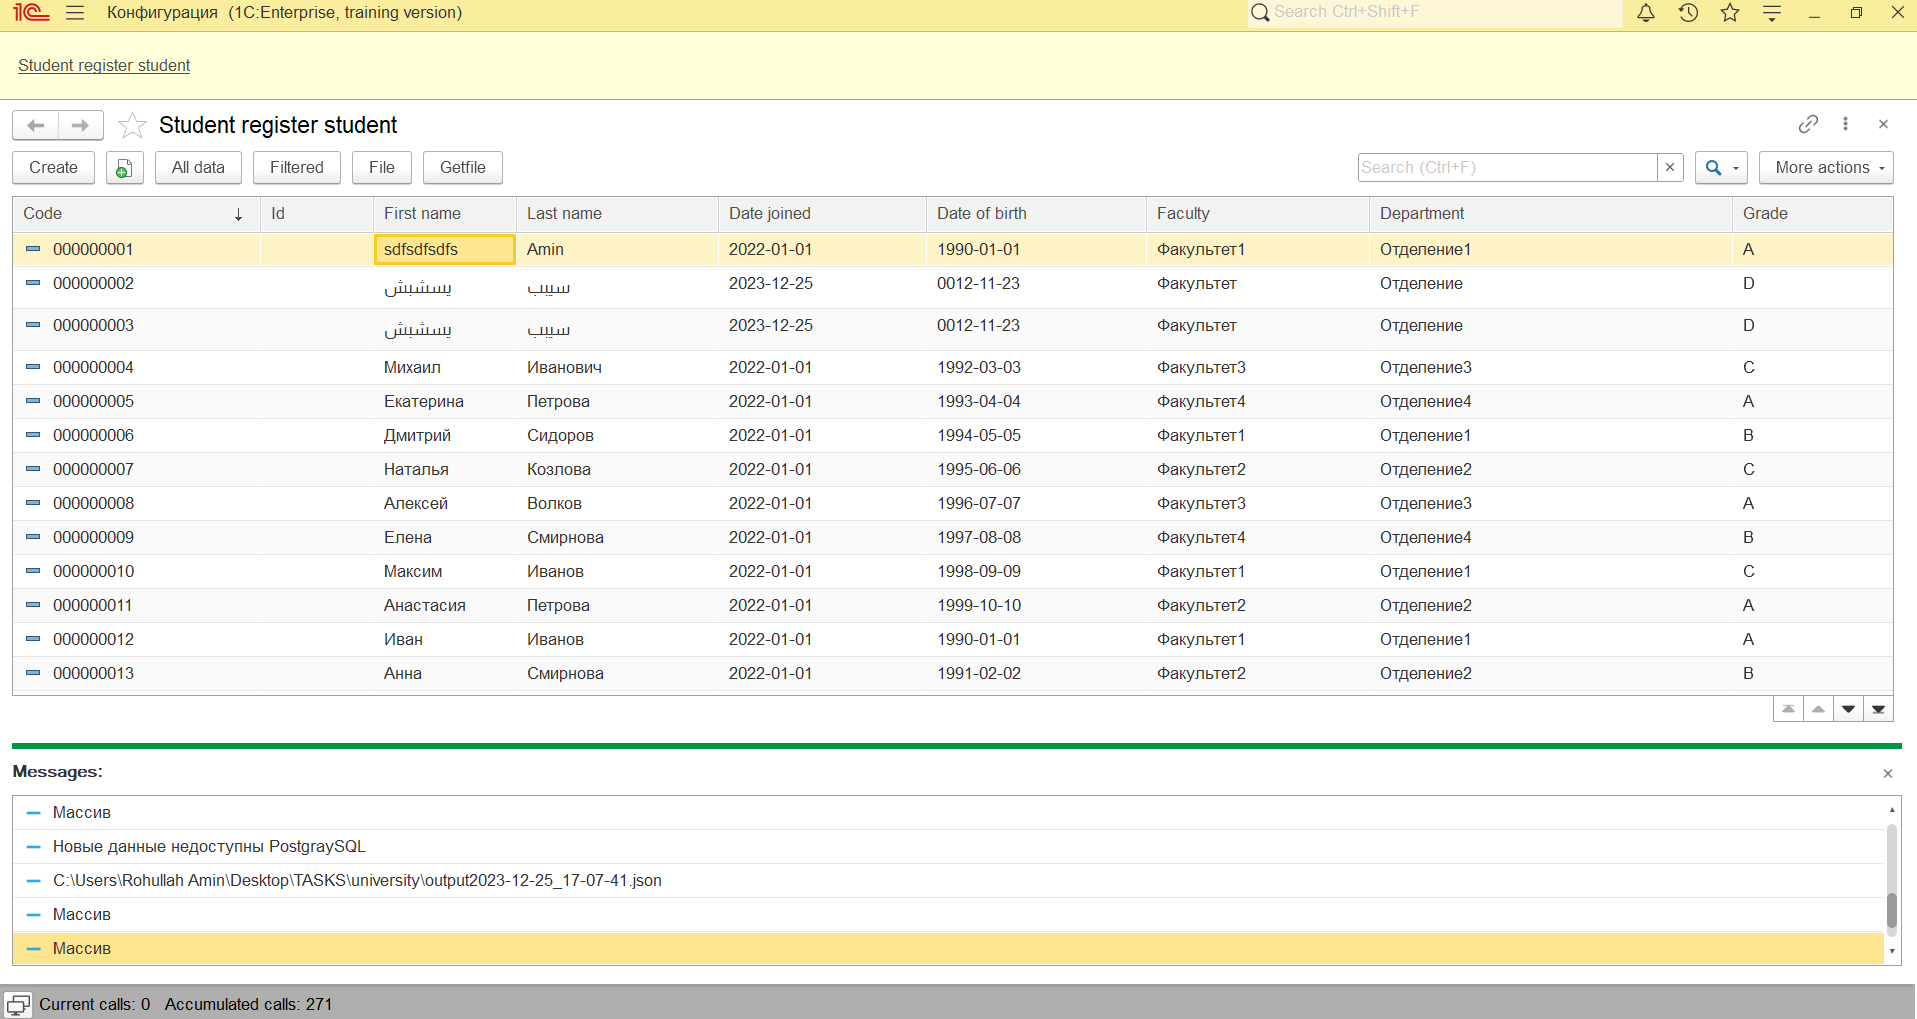 1С Конфигурация (1C:Enterprise, training version) Search Ctrl+Shift+F
Student register student
Student register student
Create All data Filtered File Getfile Search (Ctrl+F) × More actions
Code ↓ Id First name Last name Date joined Date of birth Faculty Department Grade
000000001 sdfsdfsdfs Amin 2022-01-01 1990-01-01 Факультет1 Отделение1 A
000000002 يسشبش سيبب 2023-12-25 0012-11-23 Факультет Отделение D
000000003 يسشبش سيبب 2023-12-25 0012-11-23 Факультет Отделение D
000000004 Михаил Иванович 2022-01-01 1992-03-03 Факультет3 Отделение3 C
000000005 Екатерина Петрова 2022-01-01 1993-04-04 Факультет4 Отделение4 A
000000006 Дмитрий Сидоров 2022-01-01 1994-05-05 Факультет1 Отделение1 B
000000007 Наталья Козлова 2022-01-01 1995-06-06 Факультет2 Отделение2 C
000000008 Алексей Волков 2022-01-01 1996-07-07 Факультет3 Отделение3 A
000000009 Елена Смирнова 2022-01-01 1997-08-08 Факультет4 Отделение4 B
000000010 Максим Иванов 2022-01-01 1998-09-09 Факультет1 Отделение1 C
000000011 Анастасия Петрова 2022-01-01 1999-10-10 Факультет2 Отделение2 A
000000012 Иван Иванов 2022-01-01 1990-01-01 Факультет1 Отделение1 A
000000013 Анна Смирнова 2022-01-01 1991-02-02 Факультет2 Отделение2 B
Messages:
Массив
Новые данные недоступны PostgraySQL
C:\Users\Rohullah Amin\Desktop\TASKS\university\output2023-12-25_17-07-41.json
Массив
Массив
Current calls: 0 Accumulated calls: 271